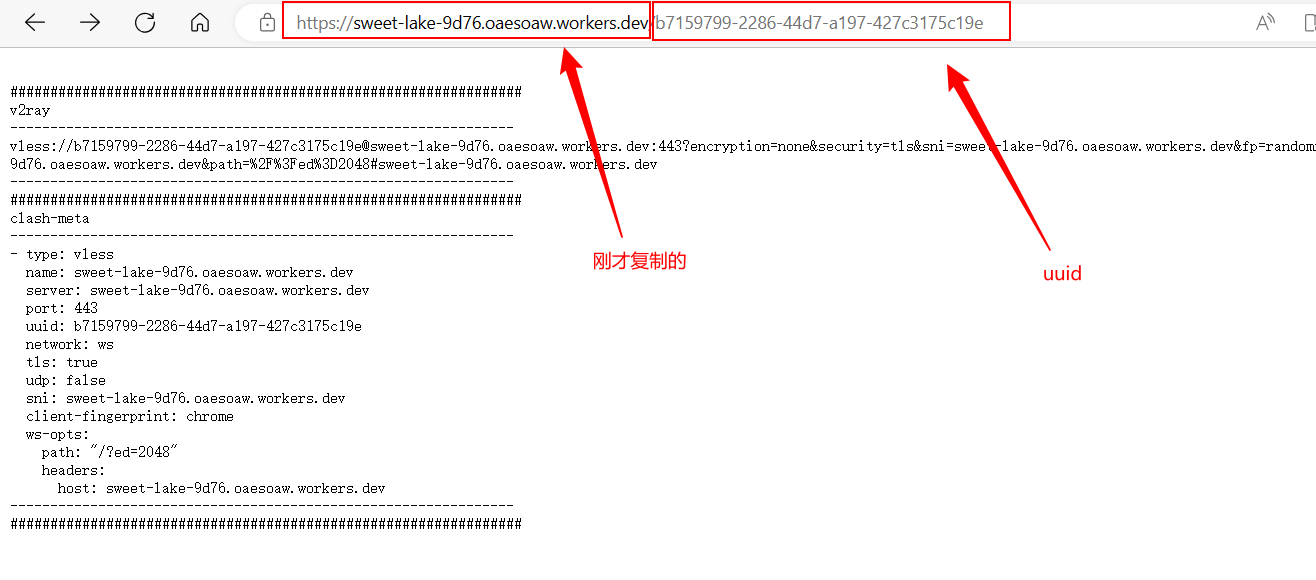 https://sweet-lake-9d76.oaesoaw.workers.dev/b7159799-2286-44d7-a197-427c3175c19e
################################################################
v2ray
---------------------------------------------------------------
vless://b7159799-2286-44d7-a197-427c3175c19e@sweet-lake-9d76.oaesoaw.workers.dev:443?encryption=none&security=tls&sni=sweet-lake-9d76.oaesoaw.workers.dev&fp=random
9d76.oaesoaw.workers.dev&path=%2F%3Fed%3D2048#sweet-lake-9d76.oaesoaw.workers.dev
---------------------------------------------------------------
################################################################
clash-meta
---------------------------------------------------------------
- type: vless
  name: sweet-lake-9d76.oaesoaw.workers.dev
  server: sweet-lake-9d76.oaesoaw.workers.dev
  port: 443
  uuid: b7159799-2286-44d7-a197-427c3175c19e
  network: ws
  tls: true
  udp: false
  sni: sweet-lake-9d76.oaesoaw.workers.dev
  client-fingerprint: chrome
  ws-opts:
    path: "/?ed=2048"
    headers:
      host: sweet-lake-9d76.oaesoaw.workers.dev
---------------------------------------------------------------
################################################################
刚才复制的
uuid